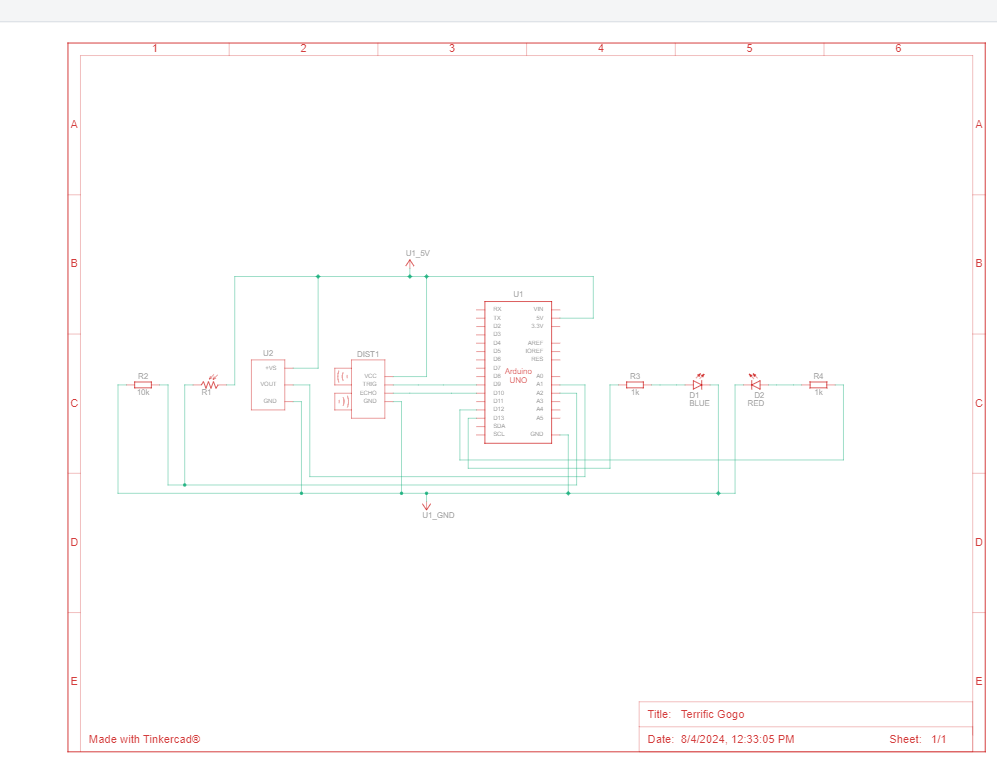 1 2 3 4 5 6
A A
B B
U1_5V
U1
RX VIN
TX 5V
D2 3.3V
D3
D4 AREF
D5 IOREF
D6 RES
D7
D8 A0
D9 A1
D10 A2
D11 A3
D12 A4
D13 A5
SDA
SCL GND
Arduino
UNO
U2
+VS
VOUT
GND
DIST1
VCC
TRIG
ECHO
GND
R2
10k
R1
R3
1k
D1
BLUE
D2
RED
R4
1k
C C
U1_GND
D D
E E
Title: Terrific Gogo
Date: 8/4/2024, 12:33:05 PM Sheet: 1/1
Made with Tinkercad®